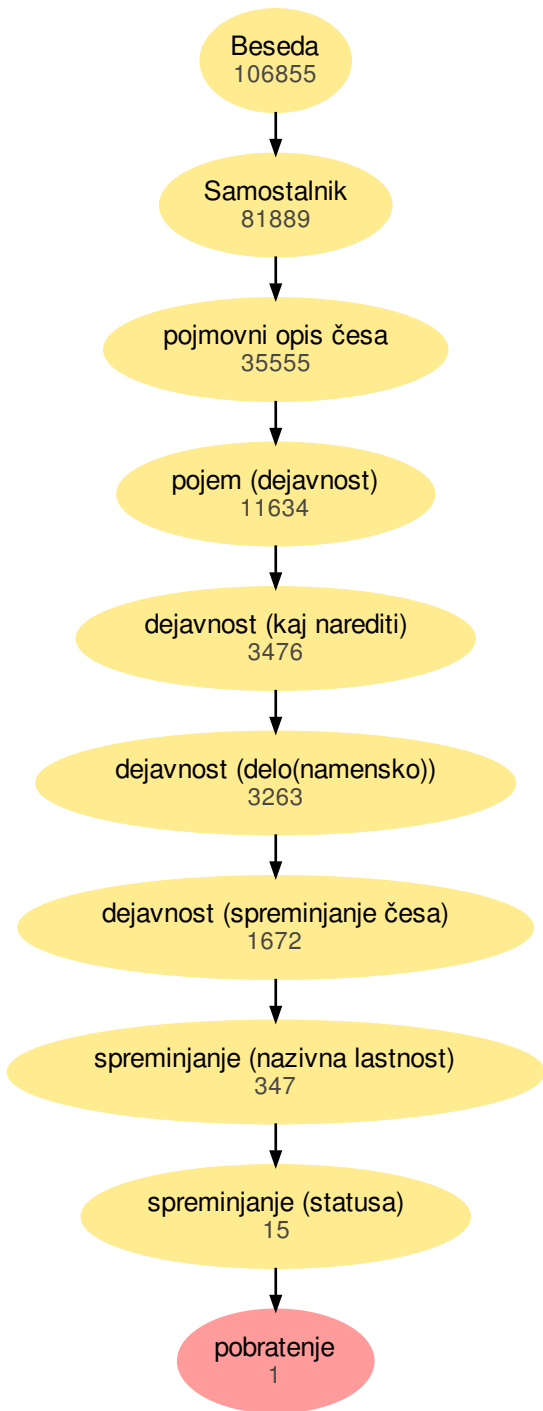 Beseda
106855
Samostalnik
81889
pojmovni opis česa
35555
pojem (dejavnost)
11634
dejavnost (kaj narediti)
3476
dejavnost (delo(namensko))
3263
dejavnost (spreminjanje česa)
1672
spreminjanje (nazivna lastnost)
347
spreminjanje (statusa)
15
pobratenje
1